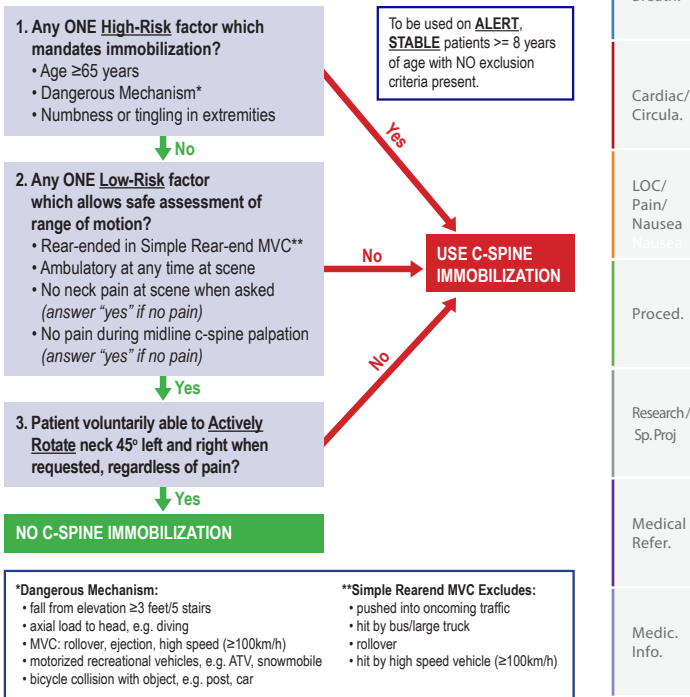 1. Any ONE High-Risk factor which
mandates immobilization?
• Age ≥65 years
• Dangerous Mechanism*
• Numbness or tingling in extremities
To be used on ALERT,
STABLE patients >= 8 years
of age with NO exclusion
criteria present.
Yes
No
2. Any ONE Low-Risk factor
which allows safe assessment of
range of motion?
• Rear-ended in Simple Rear-end MVC**
• Ambulatory at any time at scene
• No neck pain at scene when asked
(answer “yes” if no pain)
• No pain during midline c-spine palpation
(answer “yes” if no pain)
No
USE C-SPINE
IMMOBILIZATION
Yes
No
3. Patient voluntarily able to Actively
Rotate neck 45º left and right when
requested, regardless of pain?
Yes
NO C-SPINE IMMOBILIZATION
*Dangerous Mechanism:
• fall from elevation ≥3 feet/5 stairs
• axial load to head, e.g. diving
• MVC: rollover, ejection, high speed (≥100km/h)
• motorized recreational vehicles, e.g. ATV, snowmobile
• bicycle collision with object, e.g. post, car
**Simple Rearend MVC Excludes:
• pushed into oncoming traffic
• hit by bus/large truck
• rollover
• hit by high speed vehicle (≥100km/h)
Cardiac/
Circula.
LOC/
Pain/
Nausea
Nausea
Proced.
Research/
Sp. Proj
Medical
Refer.
Medic.
Info.